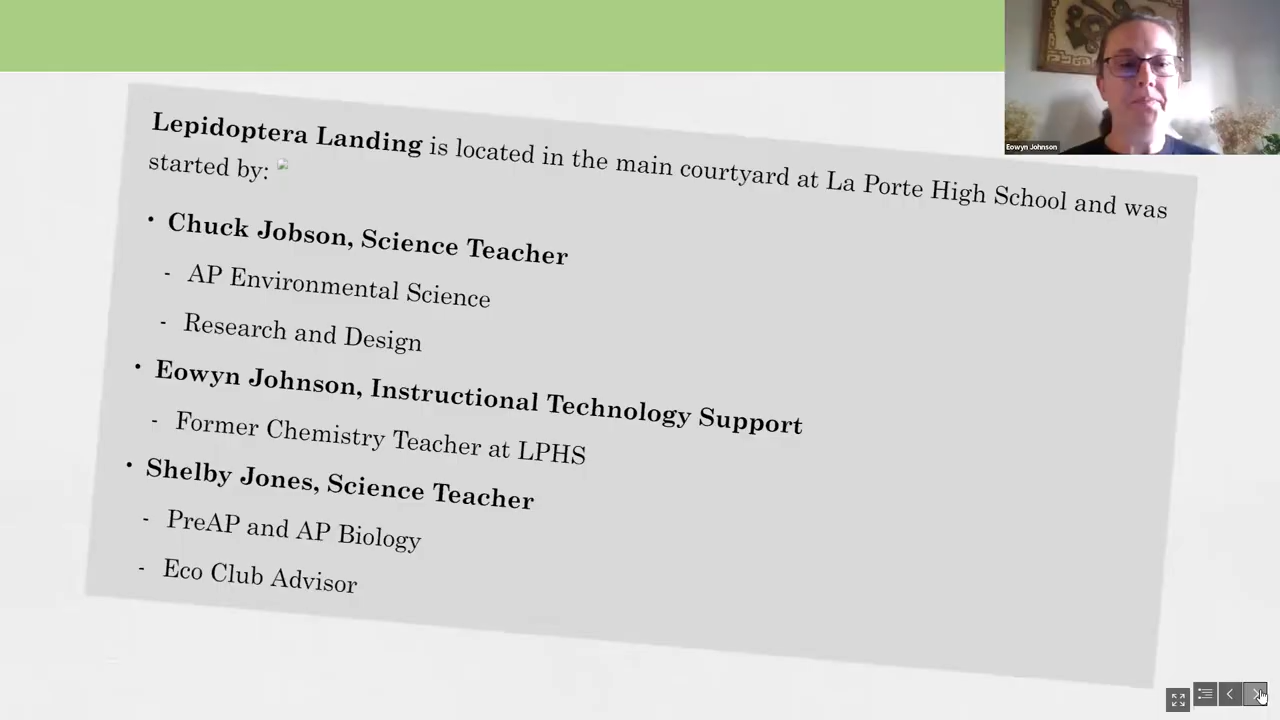 Lepidoptera Landing is located in the main courtyard at La Porte High School and was
started by:
• Chuck Jobson, Science Teacher
- AP Environmental Science
- Research and Design
• Eowyn Johnson, Instructional Technology Support
- Former Chemistry Teacher at LPHS
• Shelby Jones, Science Teacher
- PreAP and AP Biology
- Eco Club Advisor
Eowyn Johnson